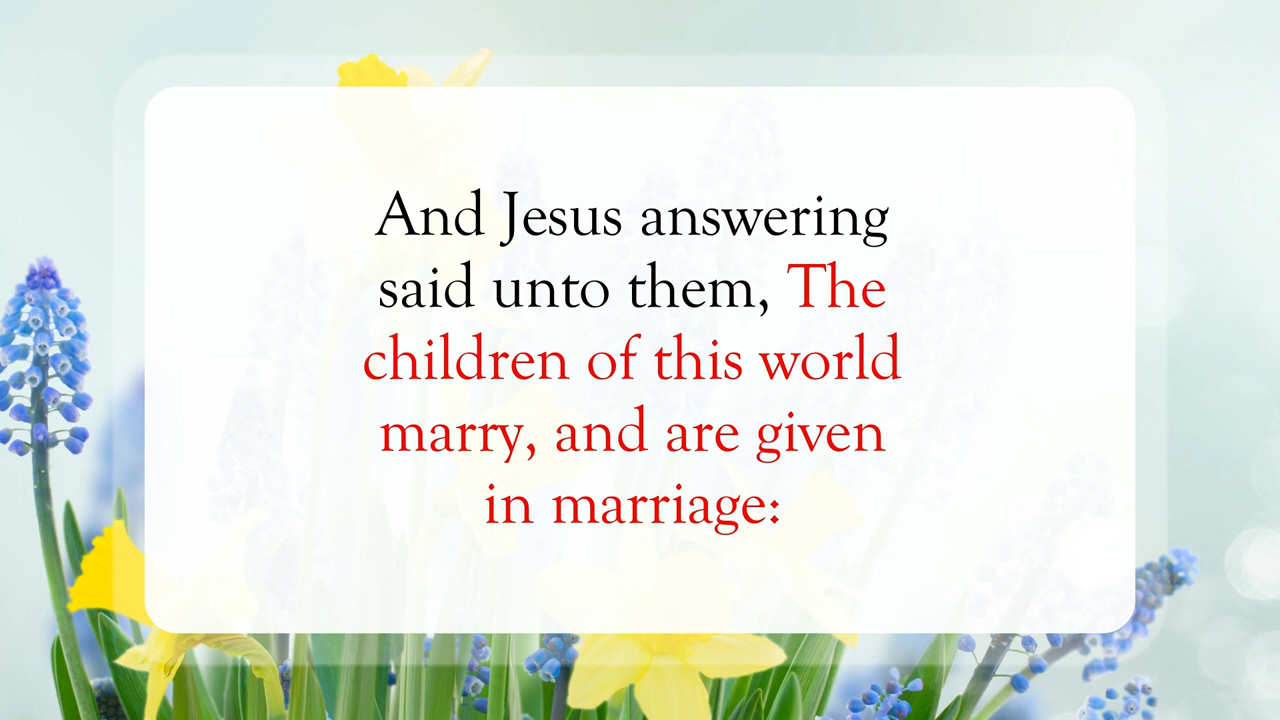 And Jesus answering
said unto them, The
children of this world
marry, and are given
in marriage: